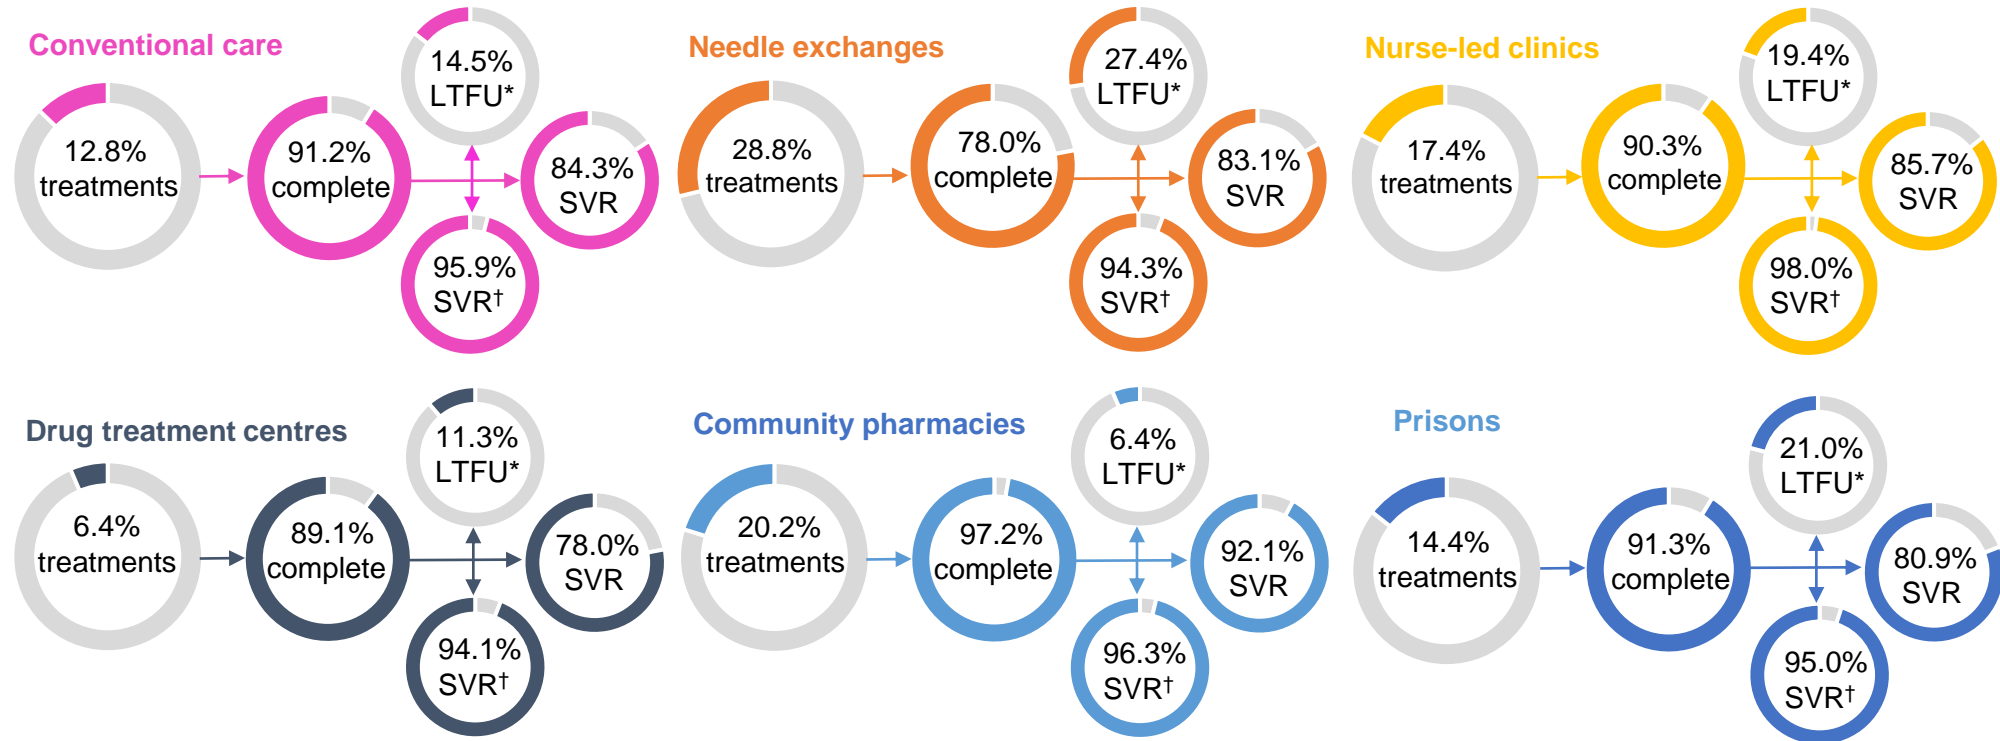 Conventional care
12.8%
treatments
91.2%
complete
14.5%
LTFU*
84.3%
SVR
95.9%
SVR†
Needle exchanges
28.8%
treatments
78.0%
complete
27.4%
LTFU*
83.1%
SVR
94.3%
SVR†
Nurse-led clinics
17.4%
treatments
90.3%
complete
19.4%
LTFU*
85.7%
SVR
98.0%
SVR†
Drug treatment centres
6.4%
treatments
89.1%
complete
11.3%
LTFU*
78.0%
SVR
94.1%
SVR†
Community pharmacies
20.2%
treatments
97.2%
complete
6.4%
LTFU*
92.1%
SVR
96.3%
SVR†
Prisons
14.4%
treatments
91.3%
complete
21.0%
LTFU*
80.9%
SVR
95.0%
SVR†